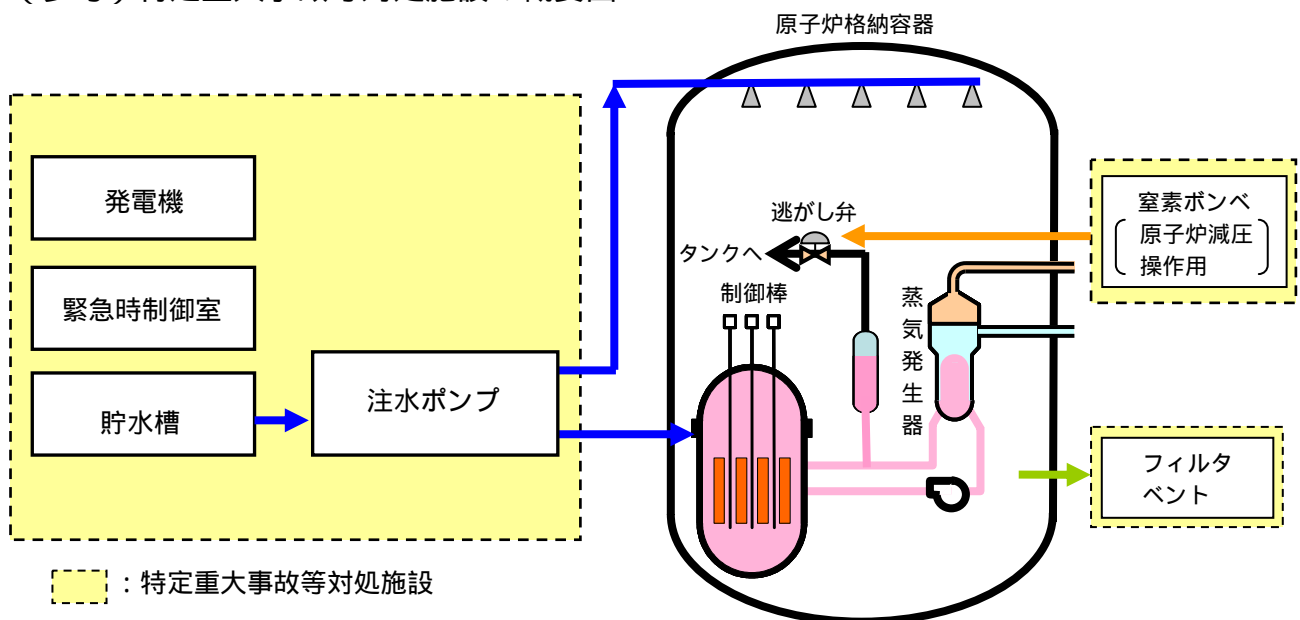 原子炉格納容器
発電機
緊急時制御室
貯水槽
注水ポンプ
逃がし弁
タンクへ
制御棒
蒸気発生器
窒素ボンベ
原子炉減圧
操作用
フィルタ
ベント
：特定重大事故等対処施設